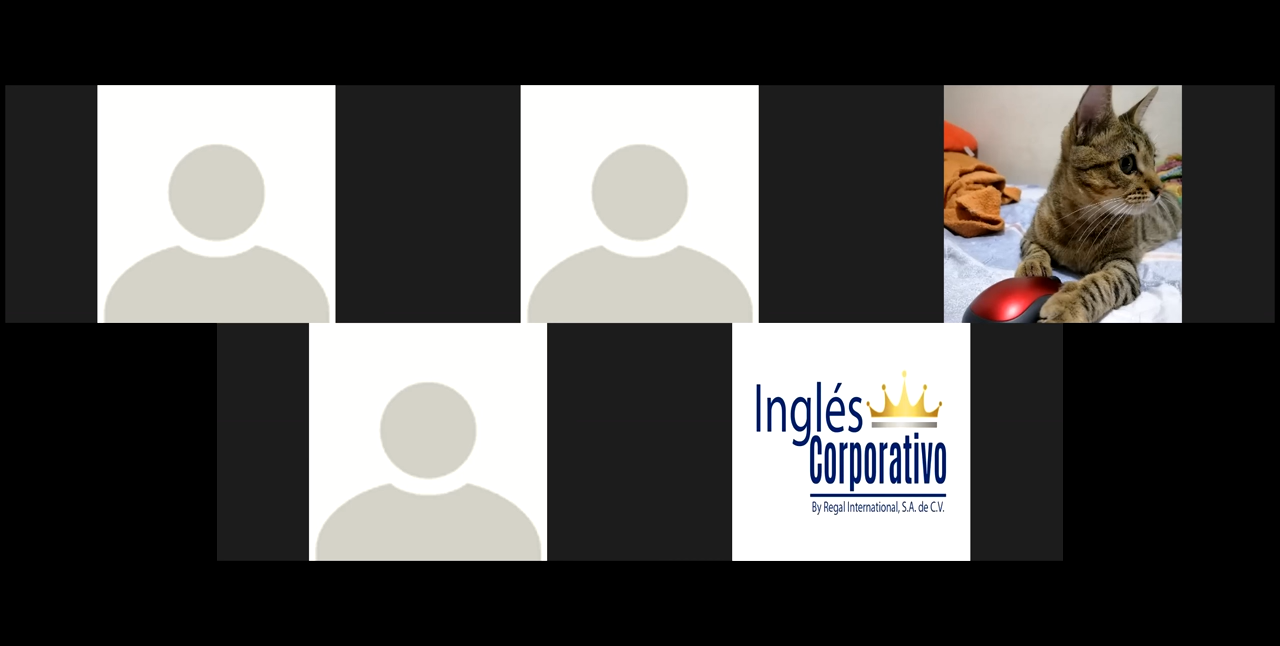 Inglés
Corporativo
By Regal International, S.A. de C.V.